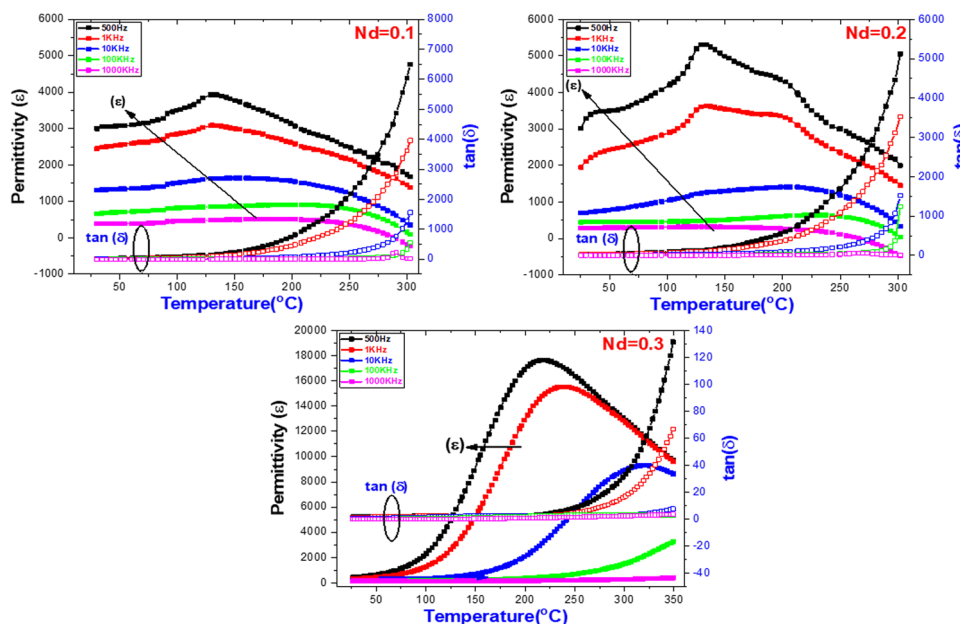 Nd=0.1
500Hz
1KHz
10KHz
100KHz
1000KHz
(ε)
tan (δ)
6000
5000
4000
3000
2000
1000
0
-1000
8000
7000
6000
5000
4000
3000
2000
1000
0
Permittivity (ε)
tan(δ)
50 100 150 200 250 300
Temperature(°C)
Nd=0.2
500Hz
1KHz
10KHz
100KHz
1000KHz
(ε)
tan (δ)
6000
5000
4000
3000
2000
1000
0
-1000
6000
5000
4000
3000
2000
1000
0
Permittivity (ε)
tan(δ)
50 100 150 200 250 300
Temperature(°C)
Nd=0.3
500Hz
1KHz
10KHz
100KHz
1000KHz
(ε)
tan (δ)
20000
18000
16000
14000
12000
10000
8000
6000
4000
2000
0
140
120
100
80
60
40
20
0
-20
-40
Permittivity (ε)
tan(δ)
50 100 150 200 250 300 350
Temperature(°C)